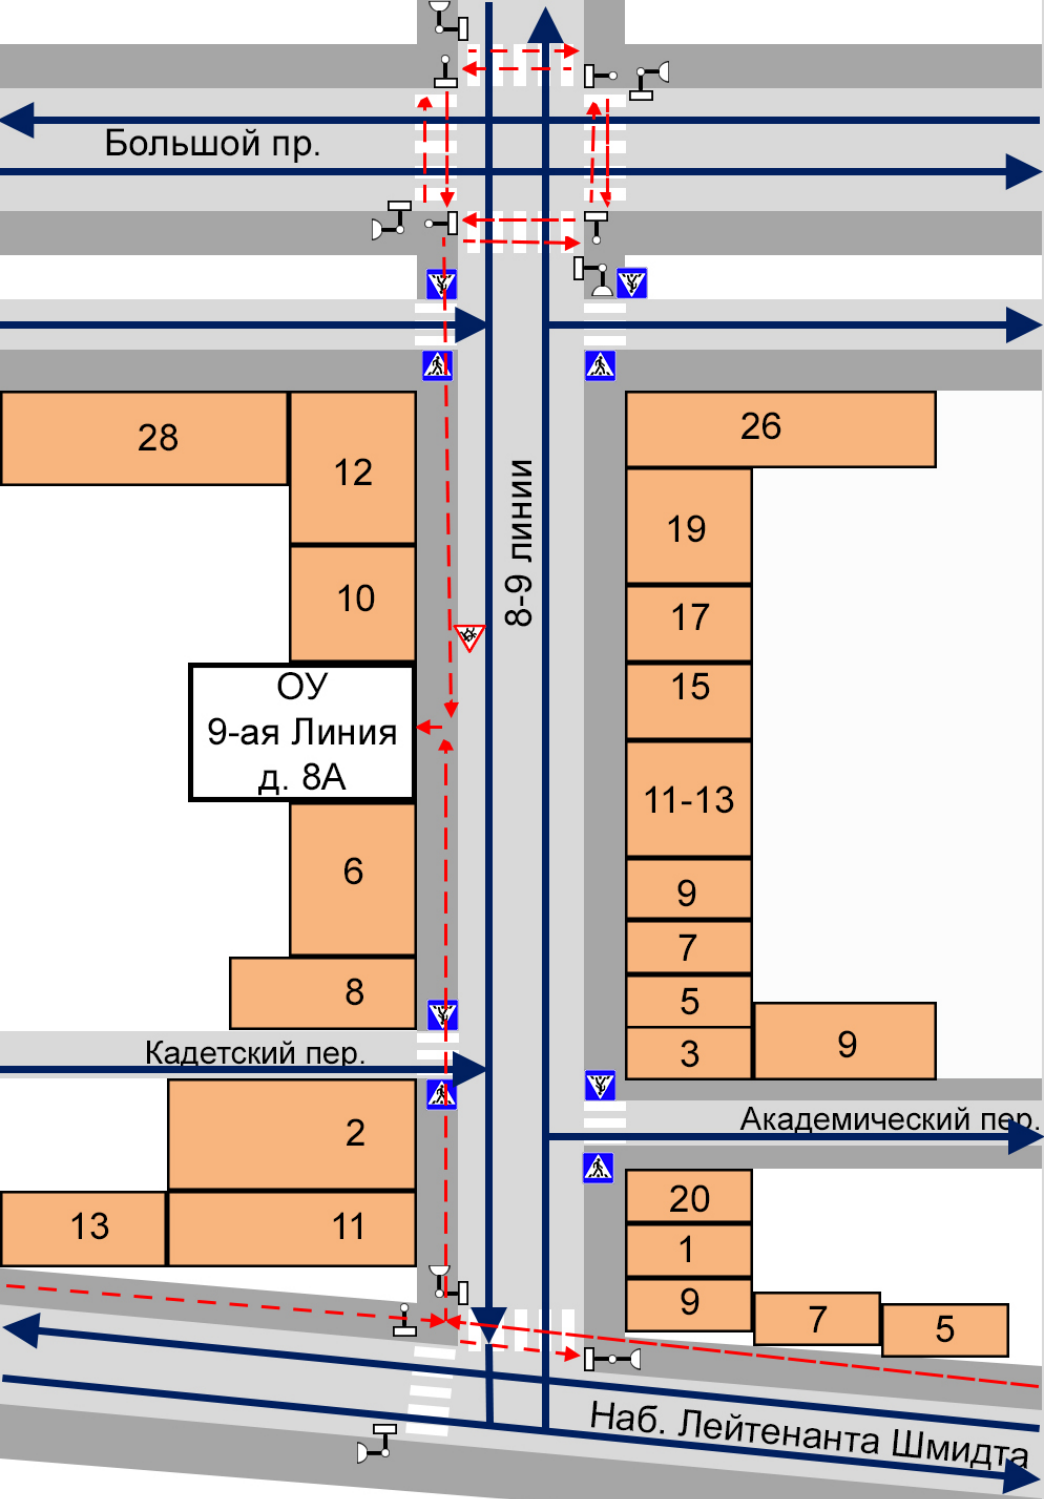 Большой пр.
28
12
26
19
8-9 линии
10
17
ОУ
9-ая Линия
д. 8А
15
11-13
6
9
7
8
5
3
9
Кадетский пер.
Академический пер.
2
20
13
11
1
9
7
5
Наб. Лейтенанта Шмидта